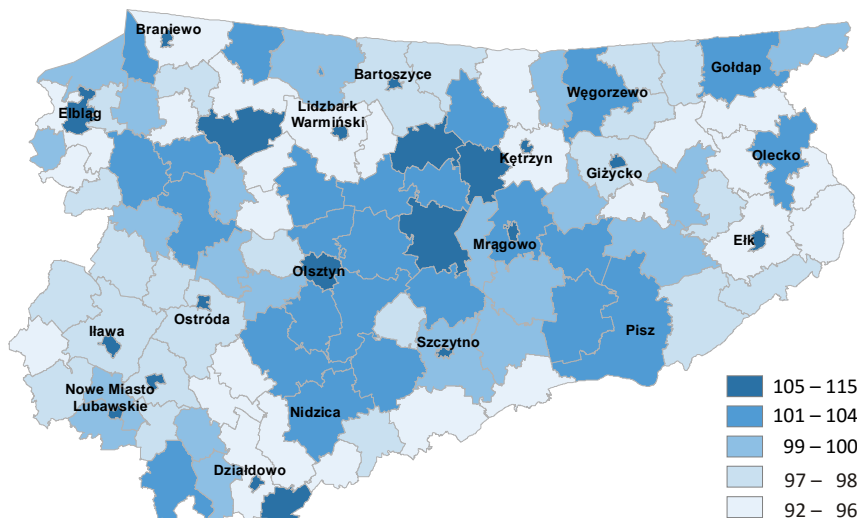 Braniewo
Bartoszyce
Gołdap
Węgorzewo
Elbląg
Lidzbark
Warmiński
Kętrzyn
Olecko
Giżycko
Ełk
Mrągowo
Olsztyn
Ostróda
Iława
Szczytno
Pisz
Nowe Miasto
Lubawskie
Nidzica
Działdowo
105 – 115
101 – 104
99 – 100
97 – 98
92 – 96